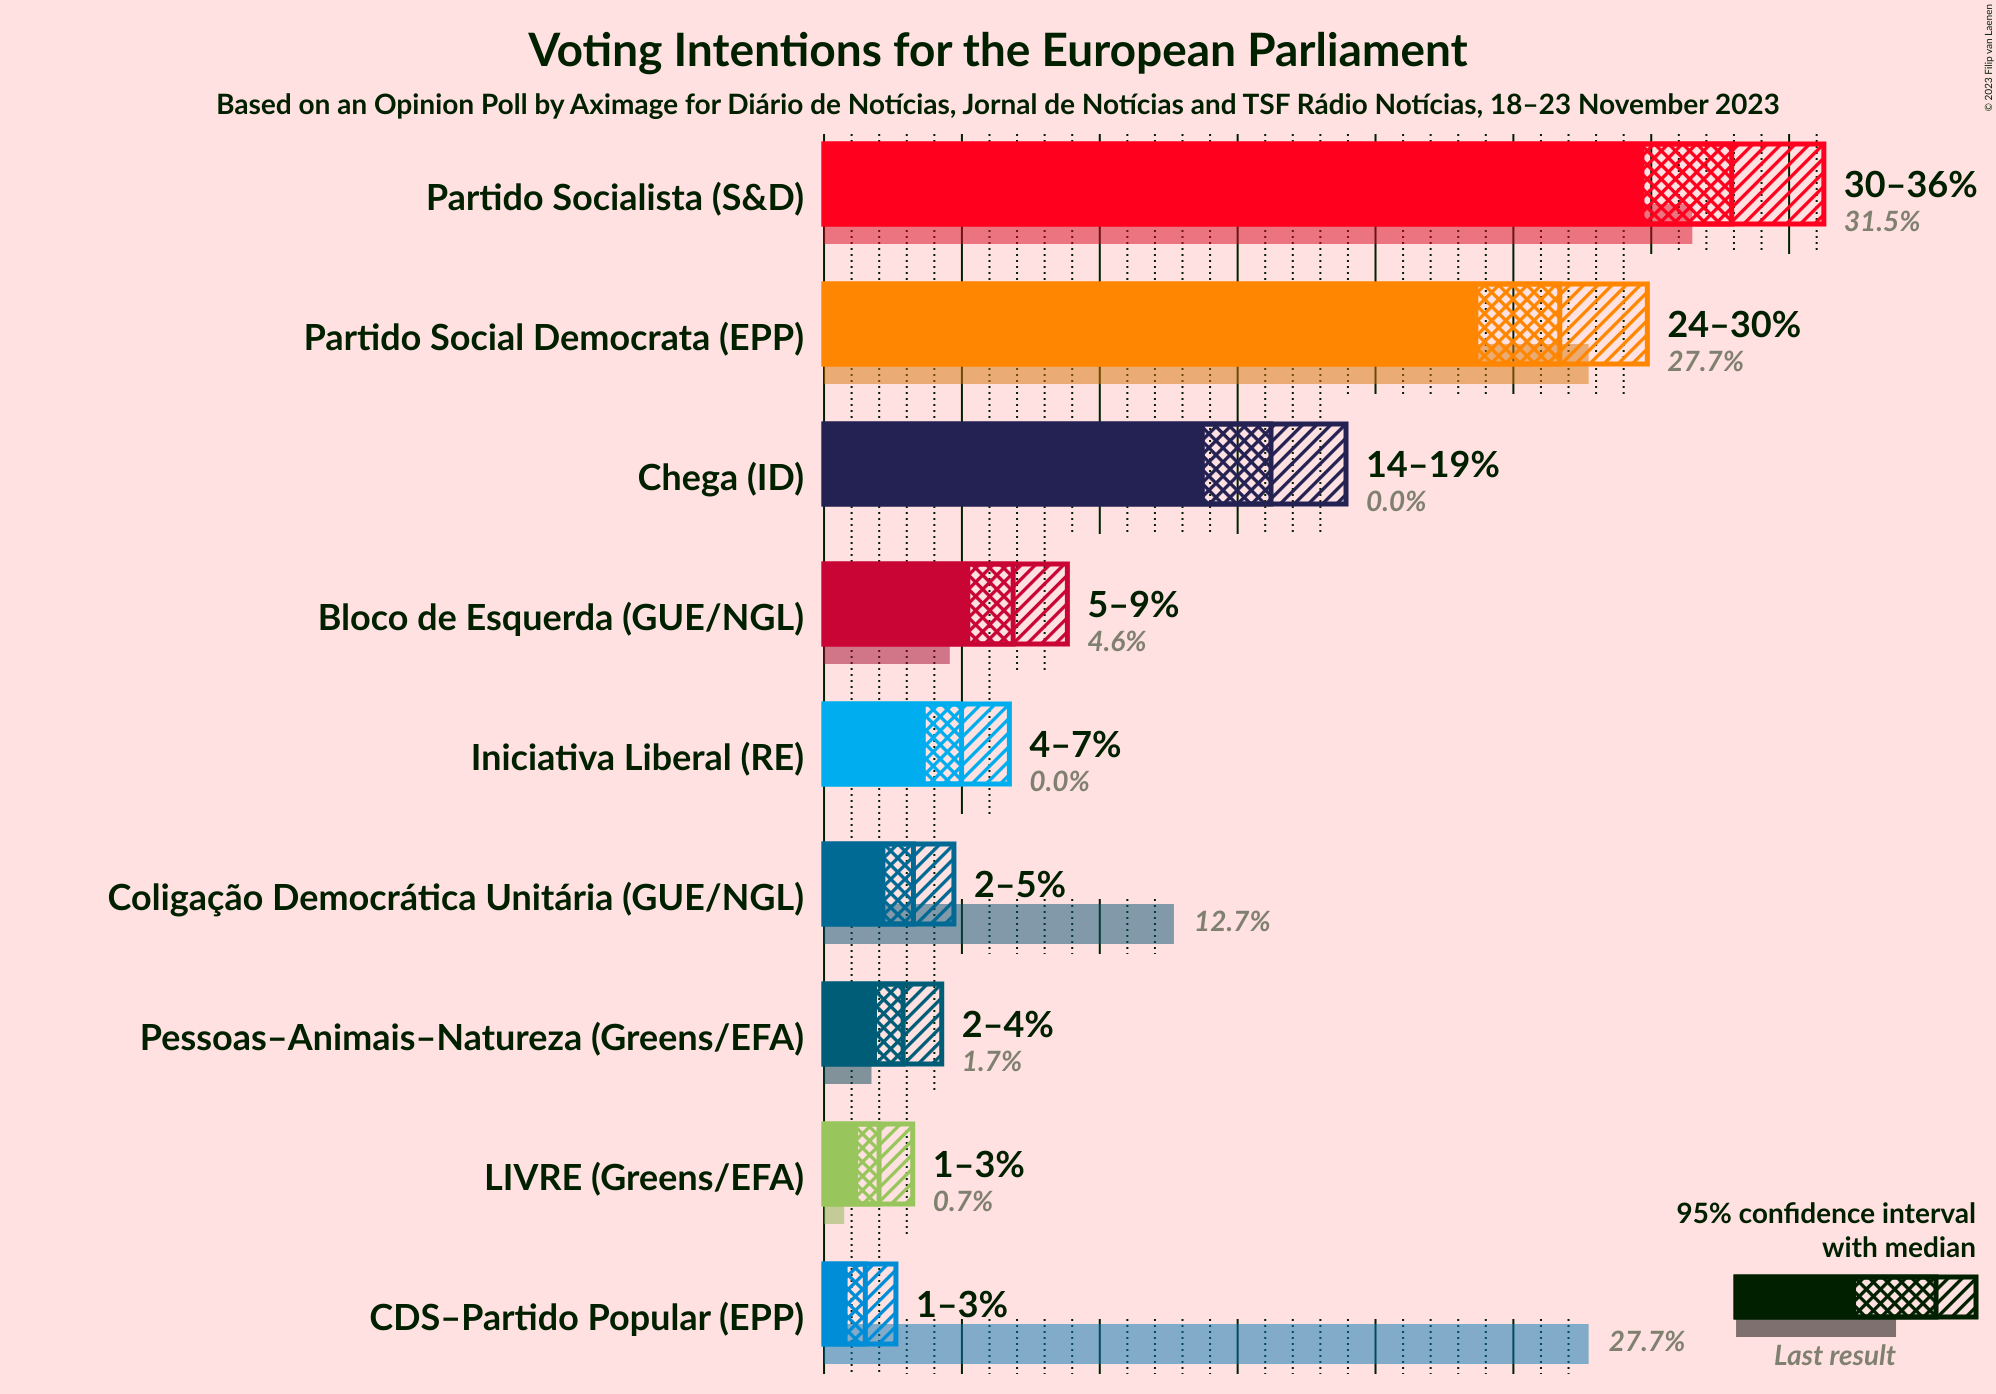 Voting Intentions for the European Parliament
Based on an Opinion Poll by Aximage for Diário de Notícias, Jornal de Notícias and TSF Rádio Notícias, 18–23 November 2023
© 2023 Filip van Laenen
Partido Socialista (S&D)
30–36%
31.5%
Partido Social Democrata (EPP)
24–30%
27.7%
Chega (ID)
14–19%
0.0%
Bloco de Esquerda (GUE/NGL)
5–9%
4.6%
Iniciativa Liberal (RE)
4–7%
0.0%
Coligação Democrática Unitária (GUE/NGL)
2–5%
12.7%
Pessoas–Animais–Natureza (Greens/EFA)
2–4%
1.7%
LIVRE (Greens/EFA)
1–3%
0.7%
CDS–Partido Popular (EPP)
1–3%
27.7%
95% confidence interval
with median
Last result